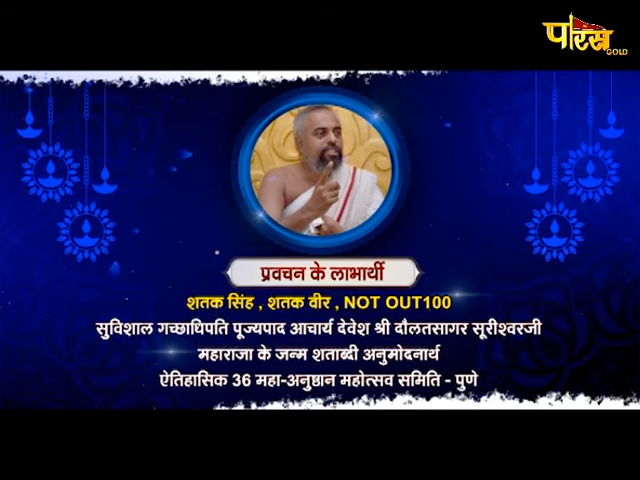 पारस
GOLD
प्रवचन के लाभार्थी
शतक सिंह , शतक वीर , NOT OUT100
सुविशाल गच्छाधिपति पूज्यपाद आचार्य देवेश श्री दौलतसागर सूरीश्वरजी
महाराजा के जन्म शताब्दी अनुमोदनार्थ
ऐतिहासिक 36 महा-अनुष्ठान महोत्सव समिति - पुणे